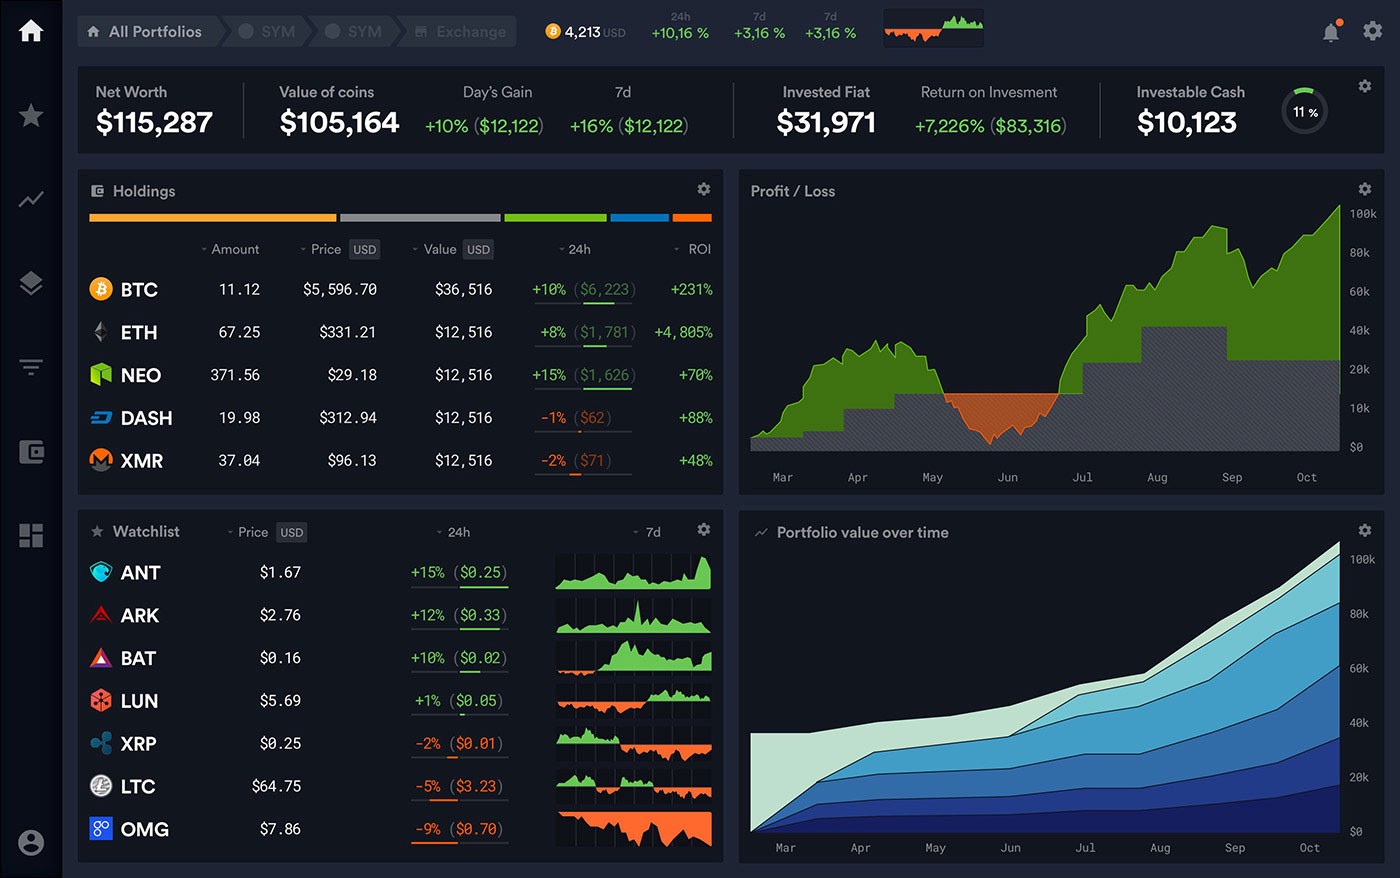 All Portfolios SYM SYM Exchange 4,213 USD
24h 7d 7d
+10,16 % +3,16 % +3,16 %
Net Worth Value of coins Day's Gain 7d Invested Fiat Return on Invesment Investable Cash
$115,287 $105,164 +10% ($12,122) +16% ($12,122) $31,971 +7,226% ($83,316) $10,123 11 %
Holdings
Amount Price USD Value USD 24h ROI
BTC 11.12 $5,596.70 $36,516 +10% ($6,223) +231%
ETH 67.25 $331.21 $12,516 +8% ($1,781) +4,805%
NEO 371.56 $29.18 $12,516 +15% ($1,626) +70%
DASH 19.98 $312.94 $12,516 -1% ($62) +88%
XMR 37.04 $96.13 $12,516 -2% ($71) +48%
Profit / Loss
100k
80k
60k
40k
20k
10k
$0
Mar Apr May Jun Jul Aug Sep Oct
Watchlist Price USD 24h 7d
ANT $1.67 +15% ($0.25)
ARK $2.76 +12% ($0.33)
BAT $0.16 +10% ($0.02)
LUN $5.69 +1% ($0.05)
XRP $0.25 -2% ($0.01)
LTC $64.75 -5% ($3.23)
OMG $7.86 -9% ($0.70)
Portfolio value over time
100k
80k
60k
40k
20k
$0
Mar Apr May Jun Jul Aug Sep Oct